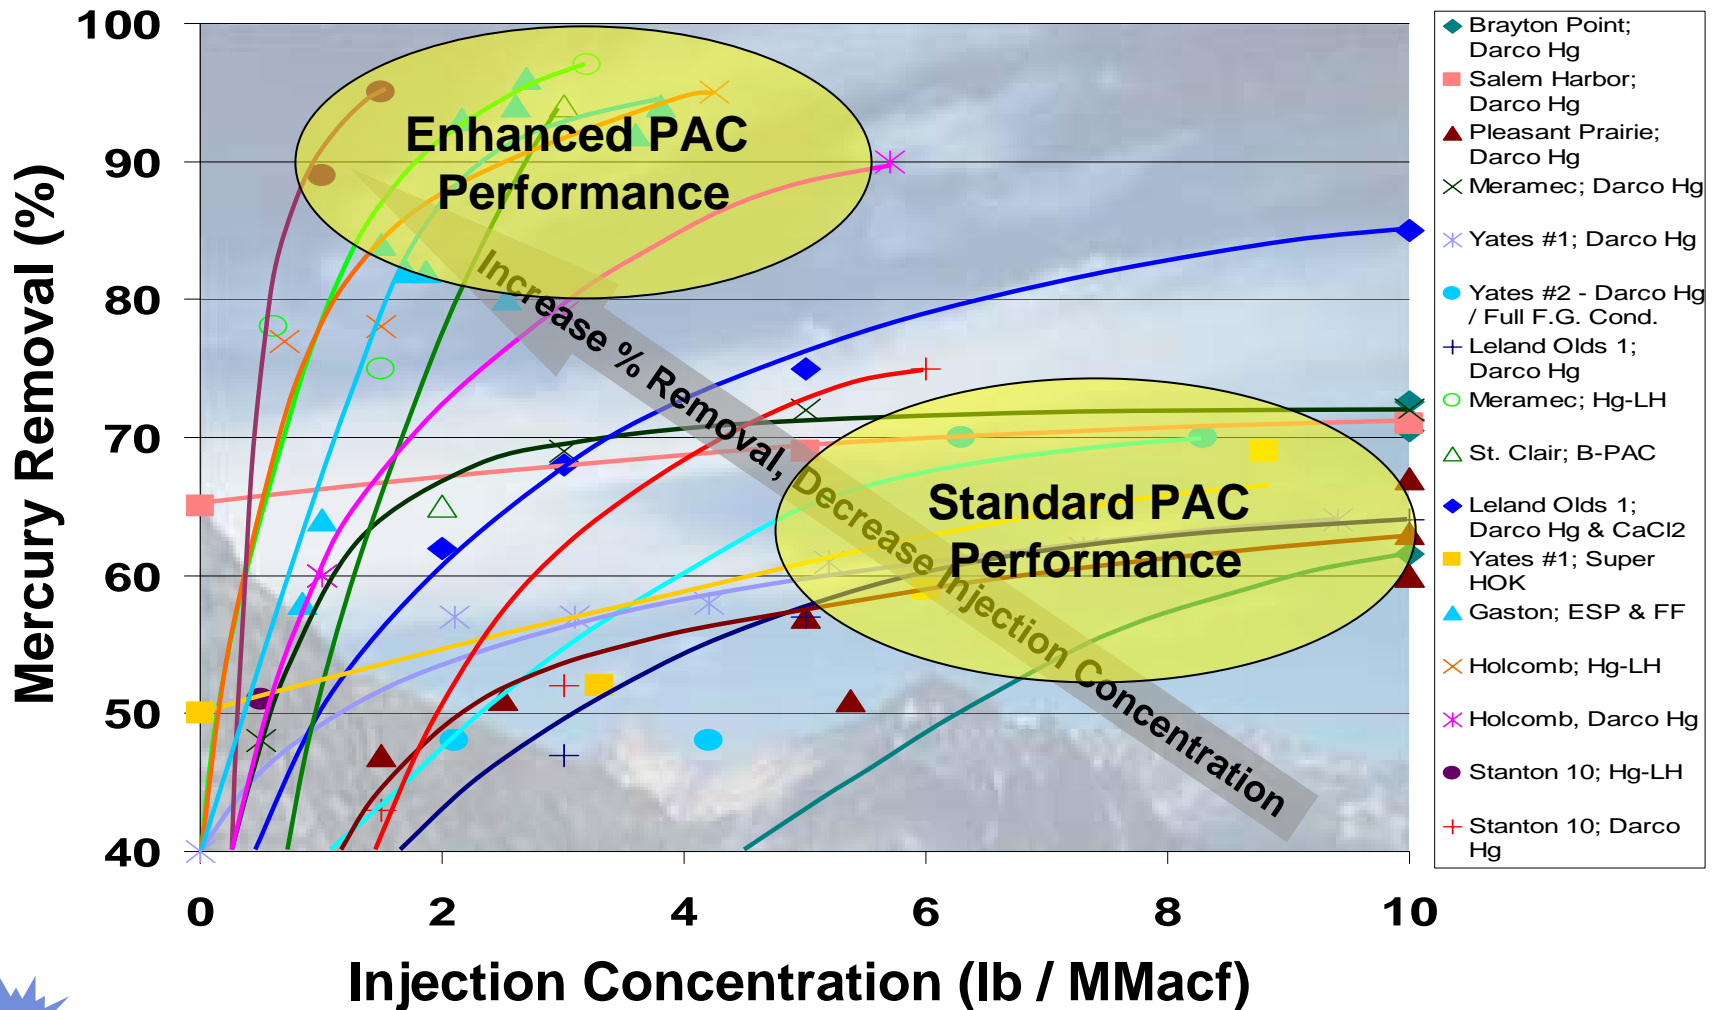 Mercury Removal (%)
100
90
80
70
60
50
40
0
2
4
6
8
10
Injection Concentration (lb / MMacf)
Enhanced PAC
Performance
Increase % Removal, Decrease Injection Concentration
Standard PAC
Performance
Brayton Point;
Darco Hg
Salem Harbor;
Darco Hg
Pleasant Prairie;
Darco Hg
Meramec; Darco Hg
Yates #1; Darco Hg
Yates #2 - Darco Hg
/ Full F.G. Cond.
Leland Olds 1;
Darco Hg
Meramec; Hg-LH
St. Clair; B-PAC
Leland Olds 1;
Darco Hg & CaCl2
Yates #1; Super
HOK
Gaston; ESP & FF
Holcomb; Hg-LH
Holcomb, Darco Hg
Stanton 10; Hg-LH
Stanton 10; Darco
Hg